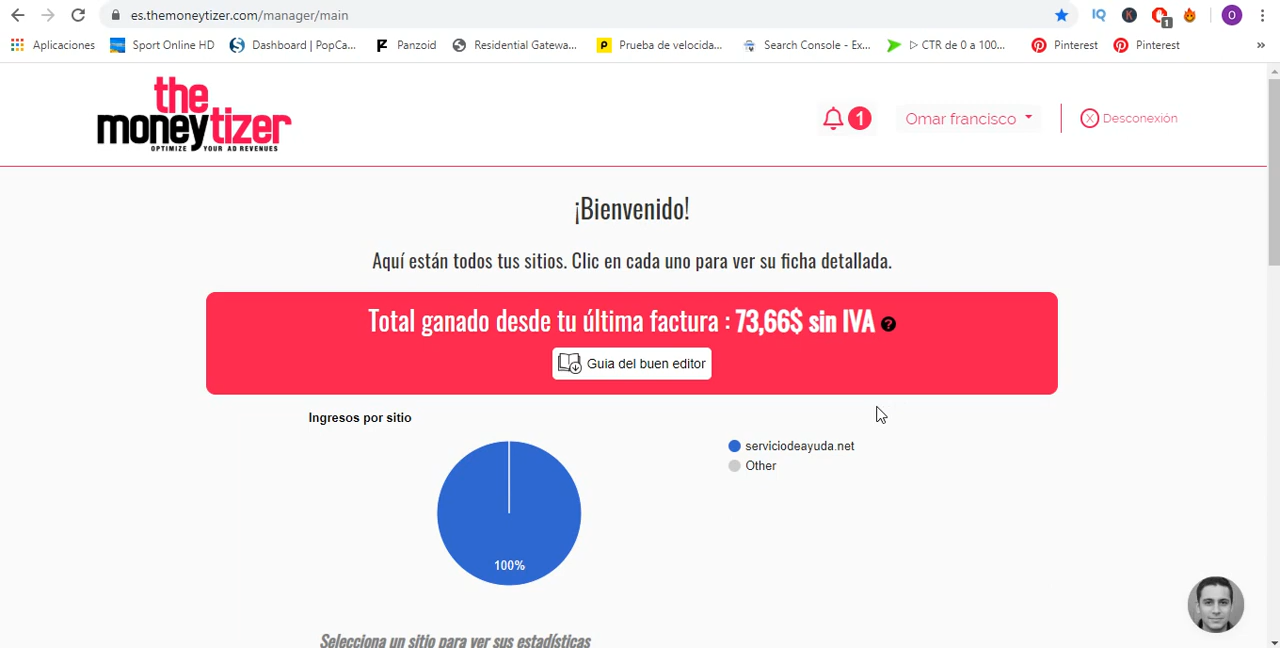 es.themoneytizer.com/manager/main
IQ
K
1
O
Aplicaciones
Sport Online HD
Dashboard | PopCa...
Panzoid
Residential Gatewa...
Prueba de velocida...
Search Console - Ex...
▷ CTR de 0 a 100...
Pinterest
Pinterest
»
the
moneytizer
OPTIMIZE YOUR AD REVENUES
1
Omar francisco
Desconexión
¡Bienvenido!
Aquí están todos tus sitios. Clic en cada uno para ver su ficha detallada.
Total ganado desde tu última factura : 73,66$ sin IVA ?
Guia del buen editor
Ingresos por sitio
serviciodeayuda.net
Other
100%
Selecciona un sitio para ver sus estadísticas